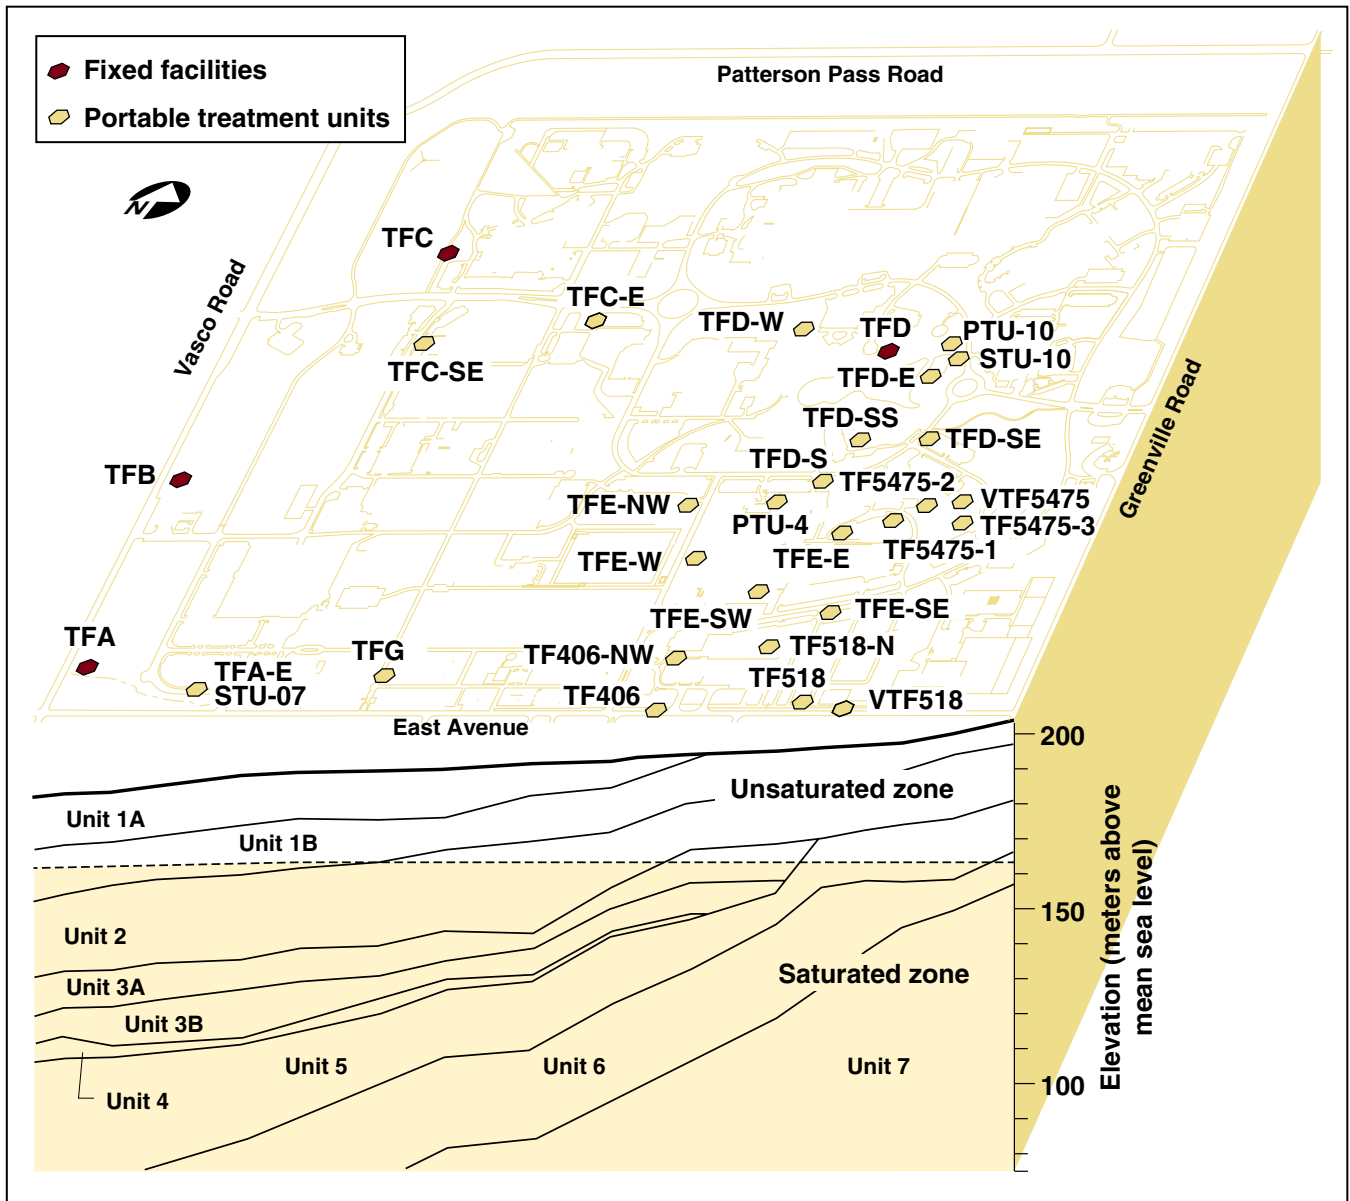 Fixed facilities
Portable treatment units
Patterson Pass Road
N
TFC
Vasco Road
TFC-E
TFD-W
TFD
PTU-10
STU-10
TFC-SE
TFD-E
Greenville Road
TFD-SS
TFD-SE
TFB
TFD-S
TF5475-2
VTF5475
TFE-NW
PTU-4
TF5475-3
TF5475-1
TFE-W
TFE-E
TFE-SW
TFE-SE
TFA
TFG
TF406-NW
TF518-N
TFA-E
STU-07
TF406
TF518
VTF518
East Avenue
200
Unsaturated zone
Unit 1A
Unit 1B
150
Unit 2
Saturated zone
Unit 3A
Unit 3B
Unit 5
Unit 6
Unit 7
100
Unit 4
Elevation (meters above
mean sea level)